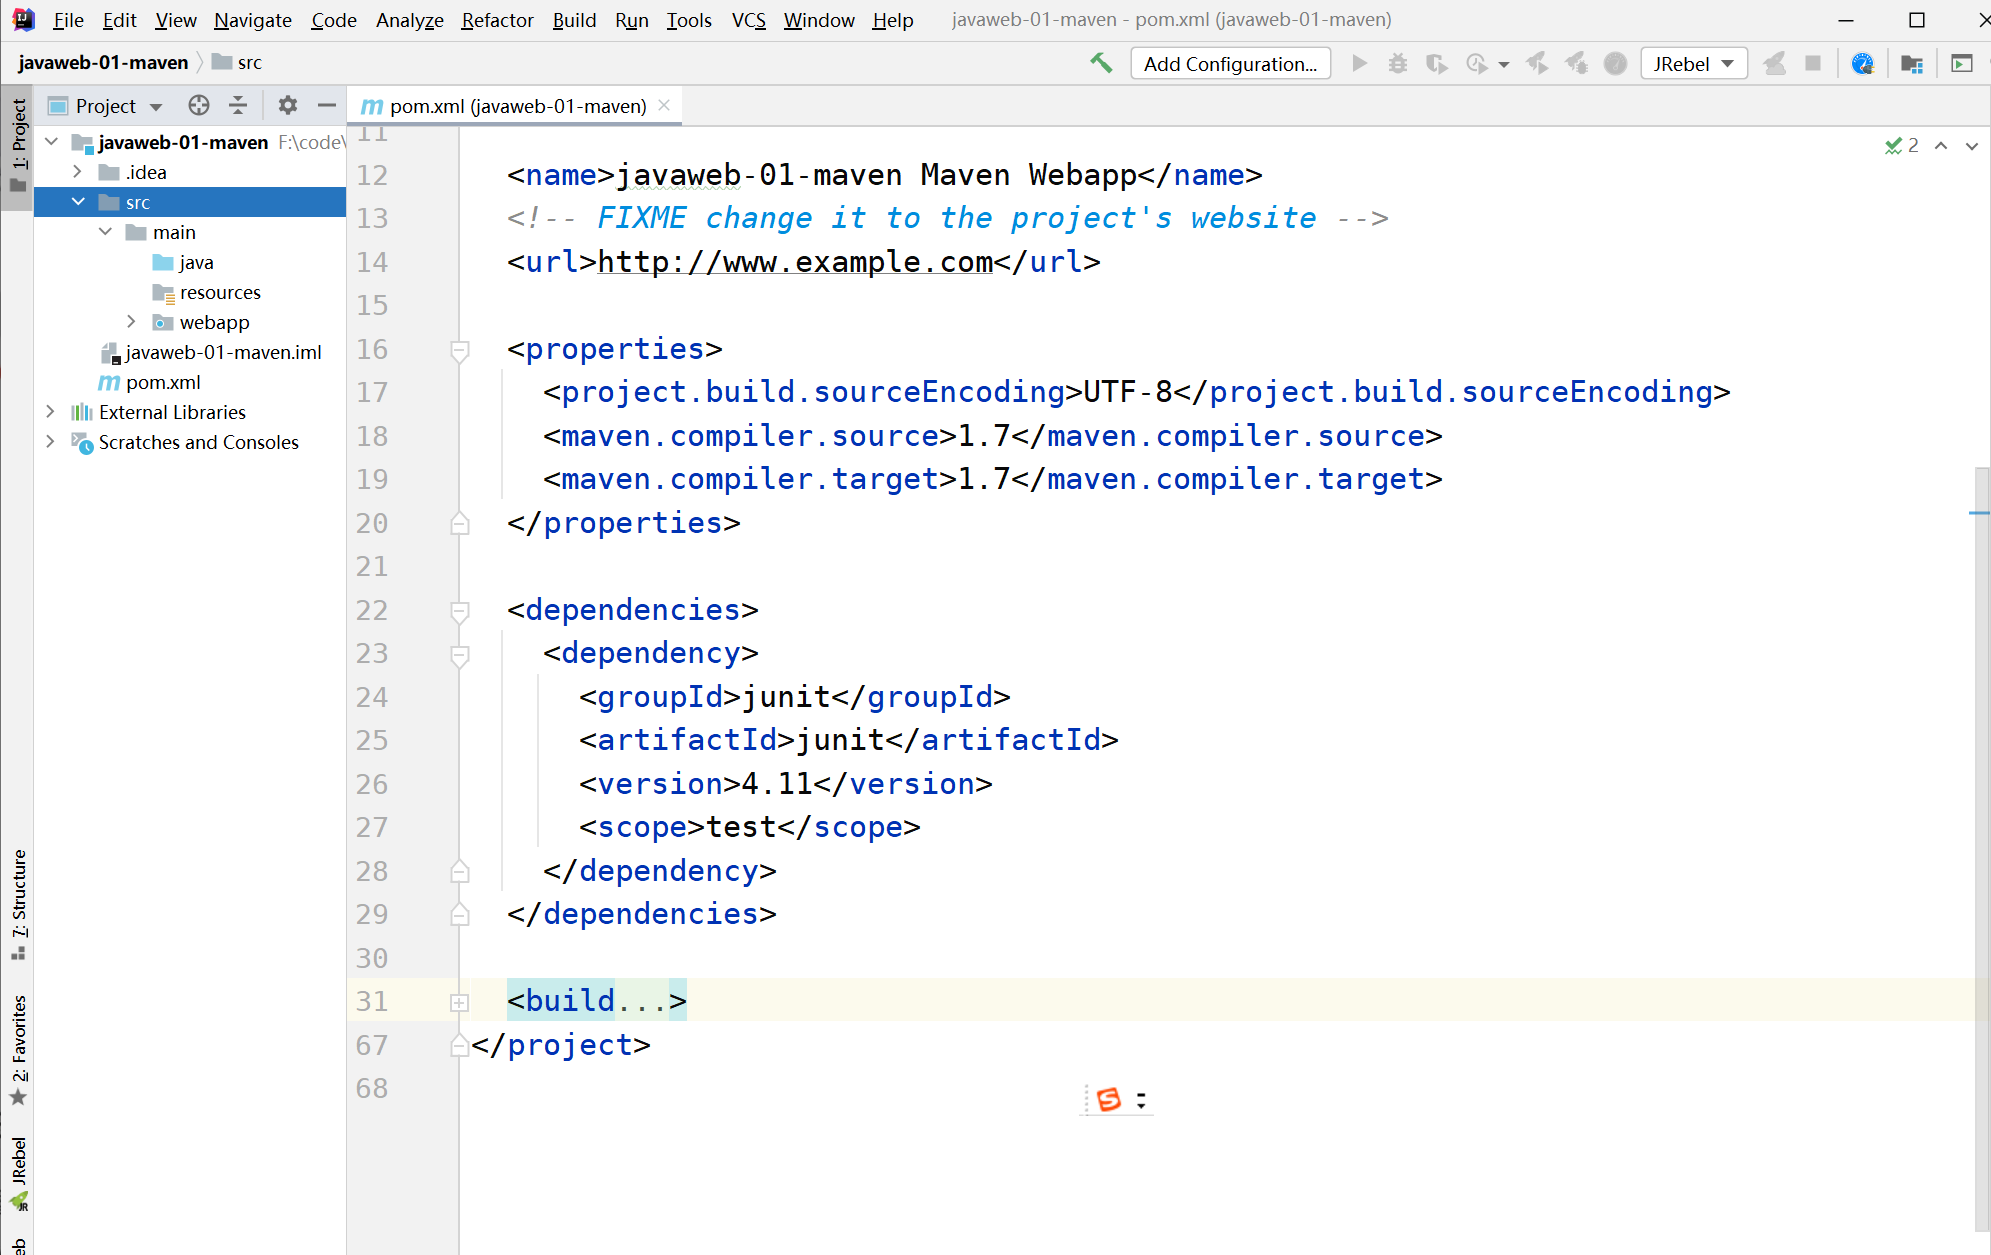 File Edit View Navigate Code Analyze Refactor Build Run Tools VCS Window Help javaweb-01-maven - pom.xml (javaweb-01-maven)
javaweb-01-maven src Add Configuration... JRebel
1: Project
Project
pom.xml (javaweb-01-maven)
javaweb-01-maven F:\code\
.idea
src
main
java
resources
webapp
javaweb-01-maven.iml
pom.xml
External Libraries
Scratches and Consoles
2
11
12 <name>javaweb-01-maven Maven Webapp</name>
13 <!-- FIXME change it to the project's website -->
14 <url>http://www.example.com</url>
15
16 <properties>
17 <project.build.sourceEncoding>UTF-8</project.build.sourceEncoding>
18 <maven.compiler.source>1.7</maven.compiler.source>
19 <maven.compiler.target>1.7</maven.compiler.target>
20 </properties>
21
22 <dependencies>
23 <dependency>
24 <groupId>junit</groupId>
25 <artifactId>junit</artifactId>
26 <version>4.11</version>
27 <scope>test</scope>
28 </dependency>
29 </dependencies>
30
31 <build...>
67 </project>
68
7: Structure
2: Favorites
JRebel